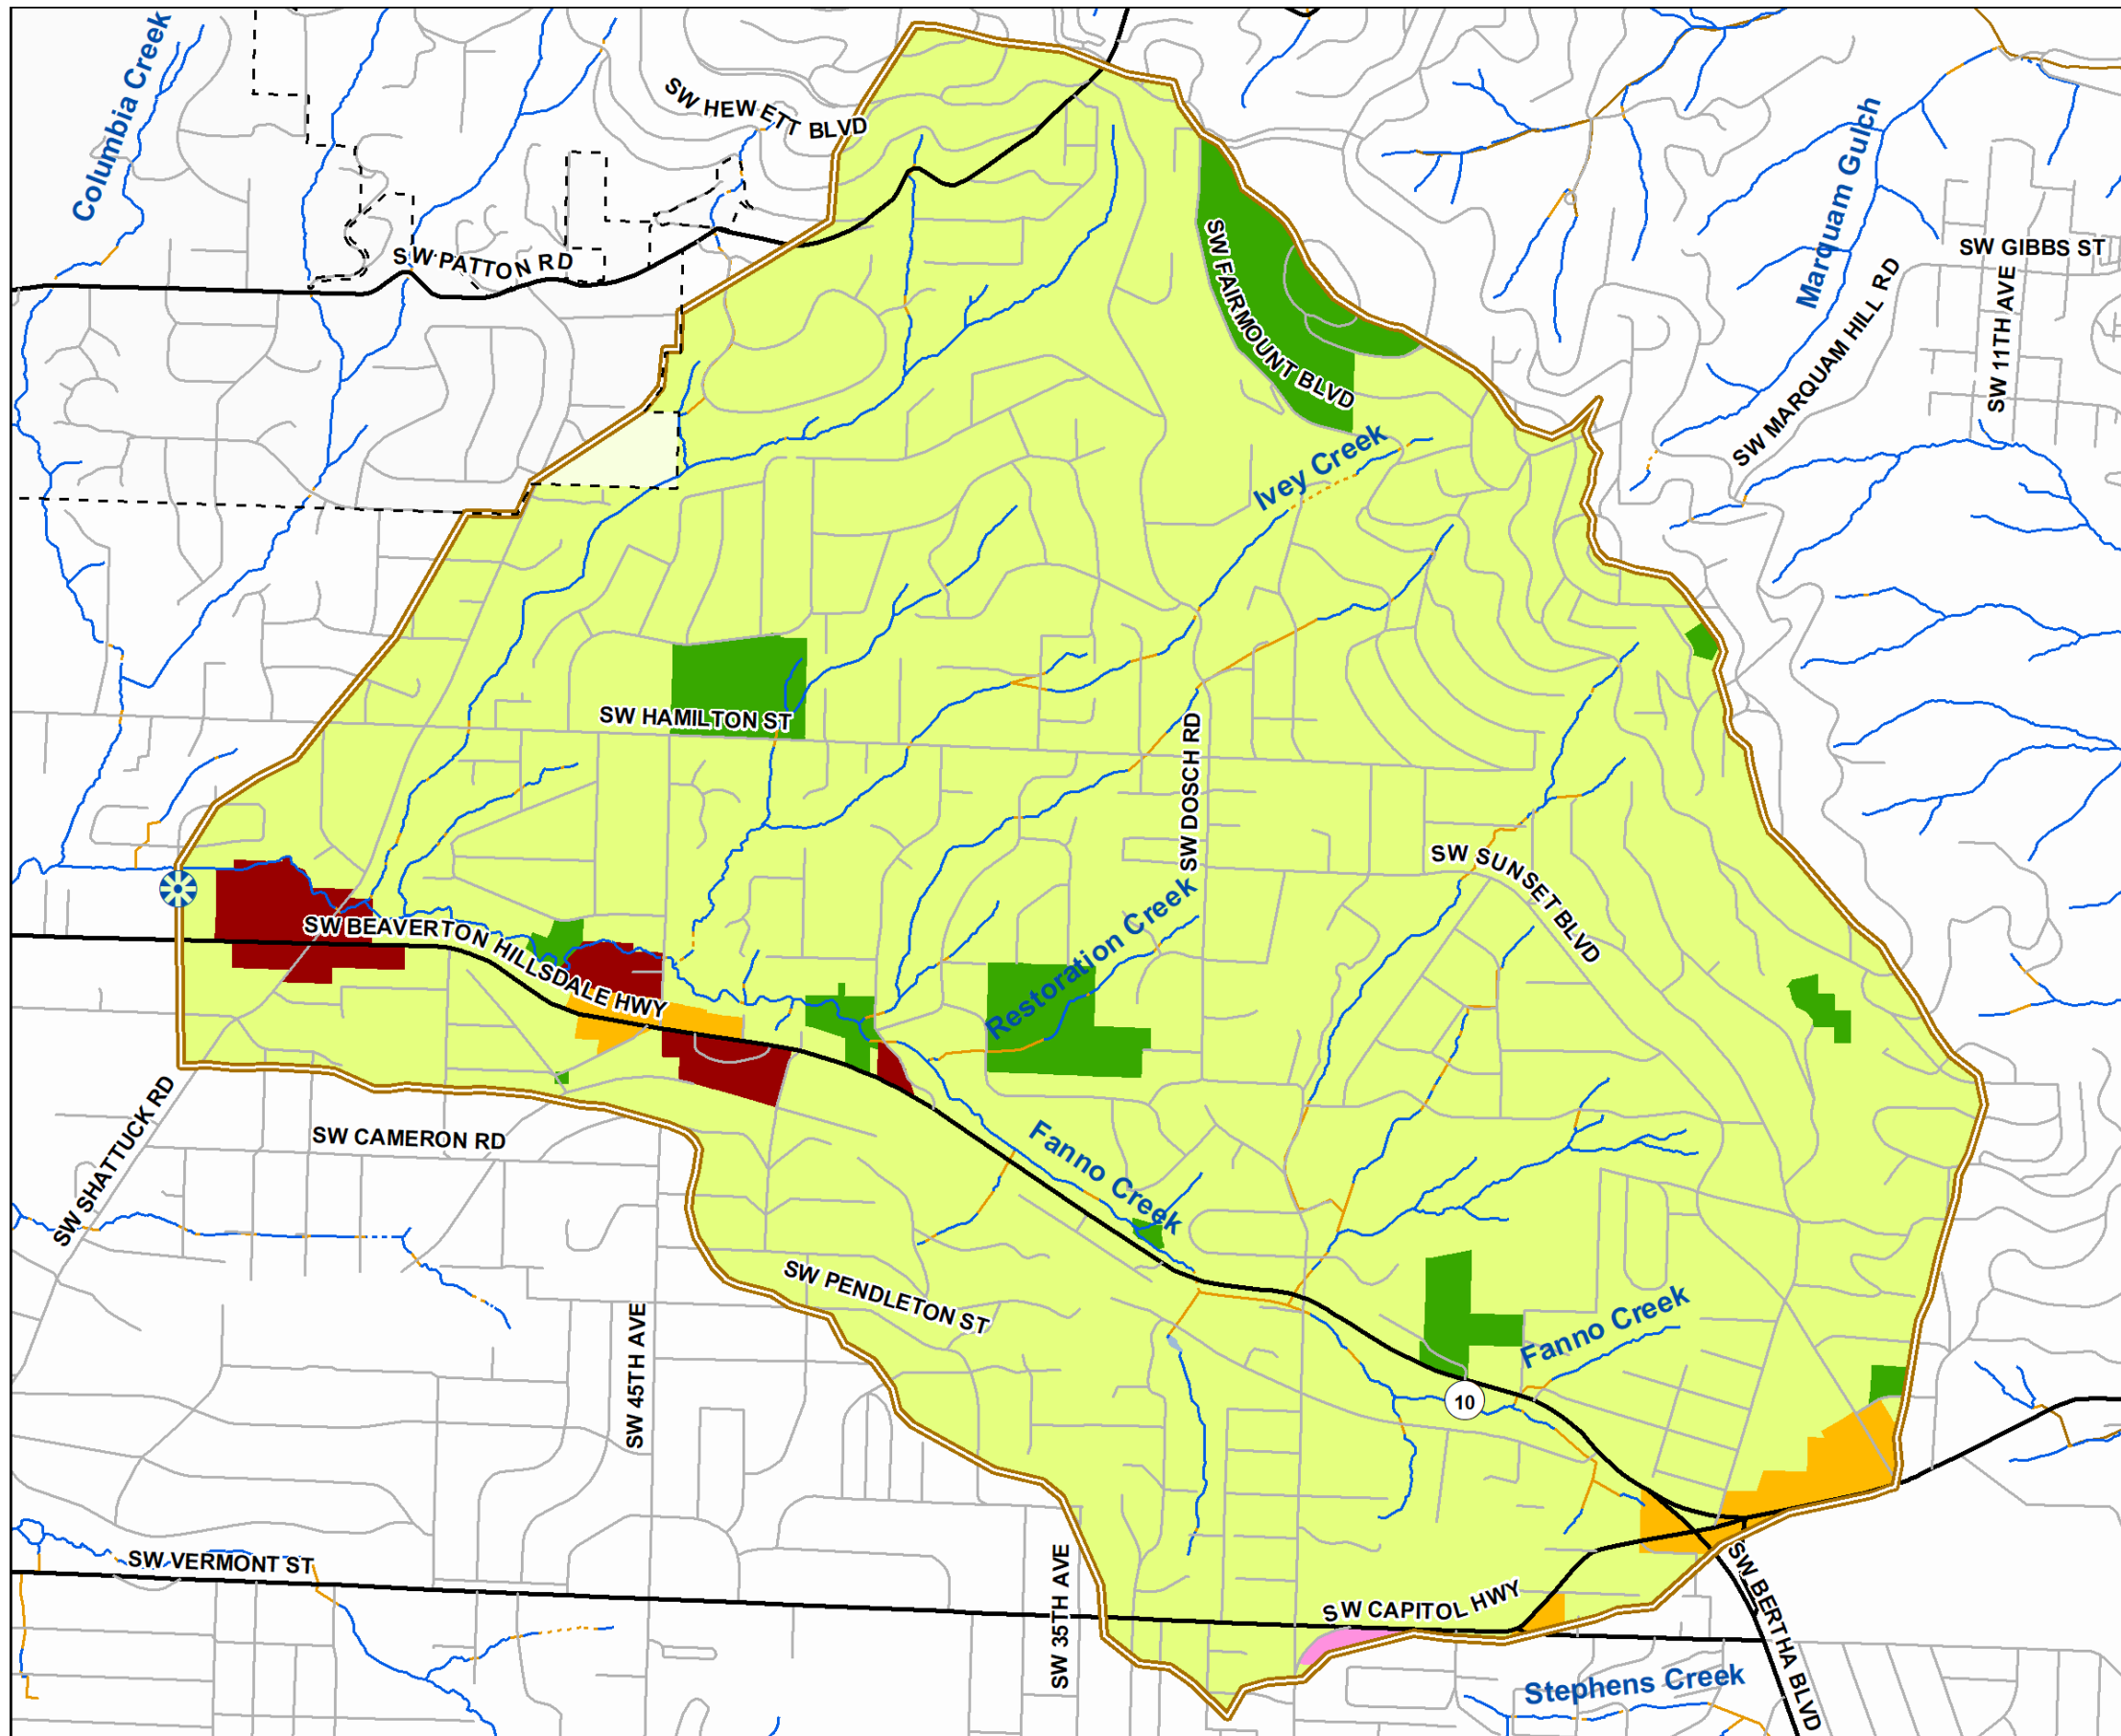 Columbia Creek
SW HEWETT BLVD
Marquam Gulch
SW PATTON RD
SW GIBBS ST
SW FAIRMOUNT BLVD
SW MARQUAM HILL RD
SW 11TH AVE
Ivey Creek
SW HAMILTON ST
SW DOSCH RD
SW SUNSET BLVD
SW BEAVERTON HILLSDALE HWY
Restoration Creek
SW SHATTUCK RD
SW CAMERON RD
Fanno Creek
SW PENDLETON ST
SW 45TH AVE
Fanno Creek
10
SW VERMONT ST
SW 35TH AVE
SW CAPITOL HWY
SW BERTHA BLVD
Stephens Creek